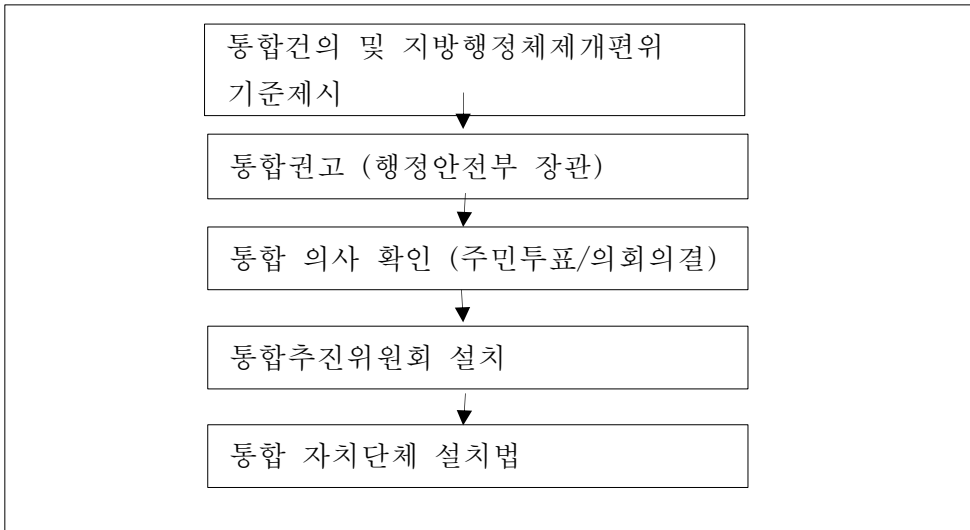 통합건의 및 지방행정체제개편위
기준제시
통합권고 (행정안전부 장관)
통합 의사 확인 (주민투표/의회의결)
통합추진위원회 설치
통합 자치단체 설치법